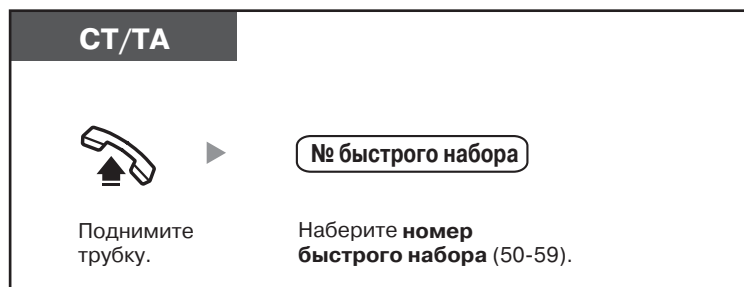 СТ/ТА
№ быстрого набора
Поднимите
трубку.
Наберите номер
быстрого набора (50-59).